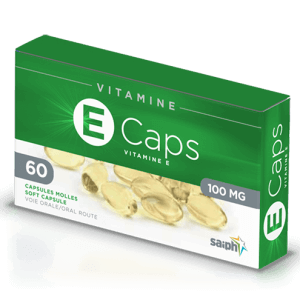 VITAMINE
E Caps
VITAMINE E
60
CAPSULES MOLLES
SOFT CAPSULE
VOIE ORALE/ORAL ROUTE
100 MG
saiph